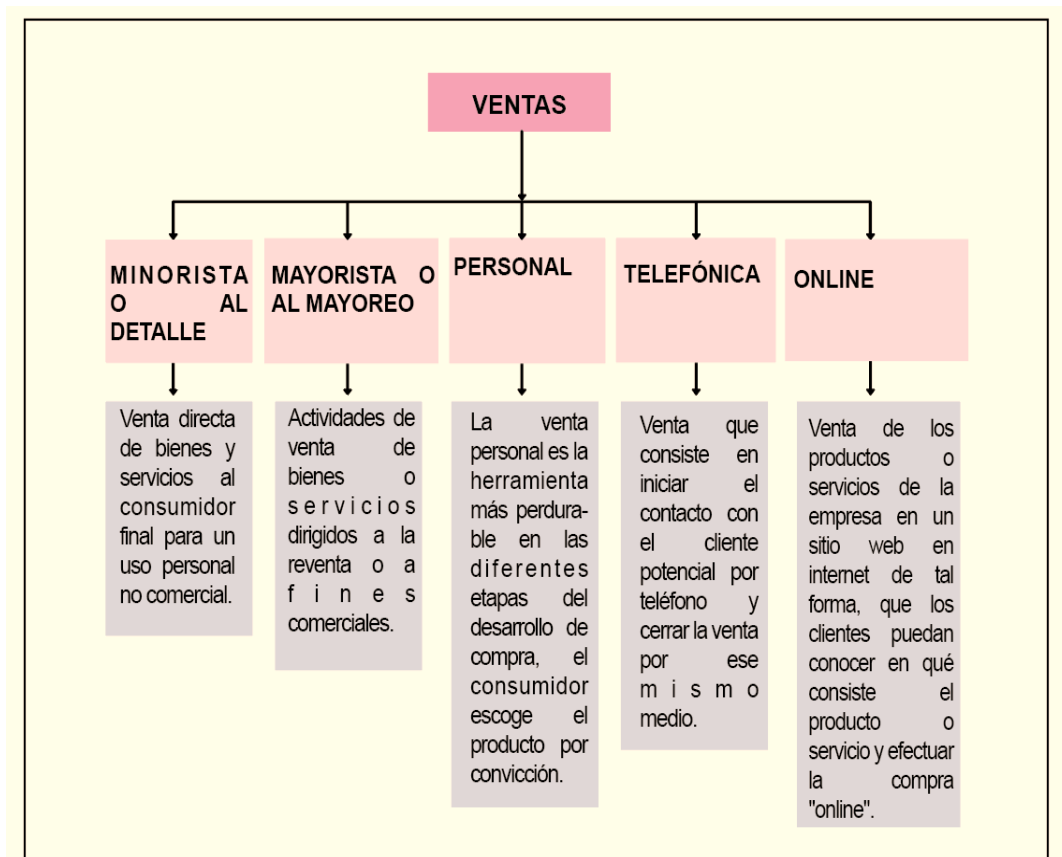 VENTAS
MINORISTA
O AL
DETALLE
MAYORISTA O
AL MAYOREO
PERSONAL
TELEFÓNICA
ONLINE
Venta directa
de bienes y
servicios al
consumidor
final para un
uso personal
no comercial.
Actividades de
venta de
bienes o
servicios
dirigidos a la
reventa o a
fines
comerciales.
La venta
personal es la
herramienta
más perdura-
ble en las
diferentes
etapas del
desarrollo de
compra, el
consumidor
escoge el
producto por
convicción.
Venta que
consiste en
iniciar el
contacto con
el cliente
potencial por
teléfono y
cerrar la venta
por ese
mismo
medio.
Venta de los
productos o
servicios de la
empresa en un
sitio web en
internet de tal
forma, que los
clientes puedan
conocer en qué
consiste el
producto o
servicio y efectuar
la compra
"online".